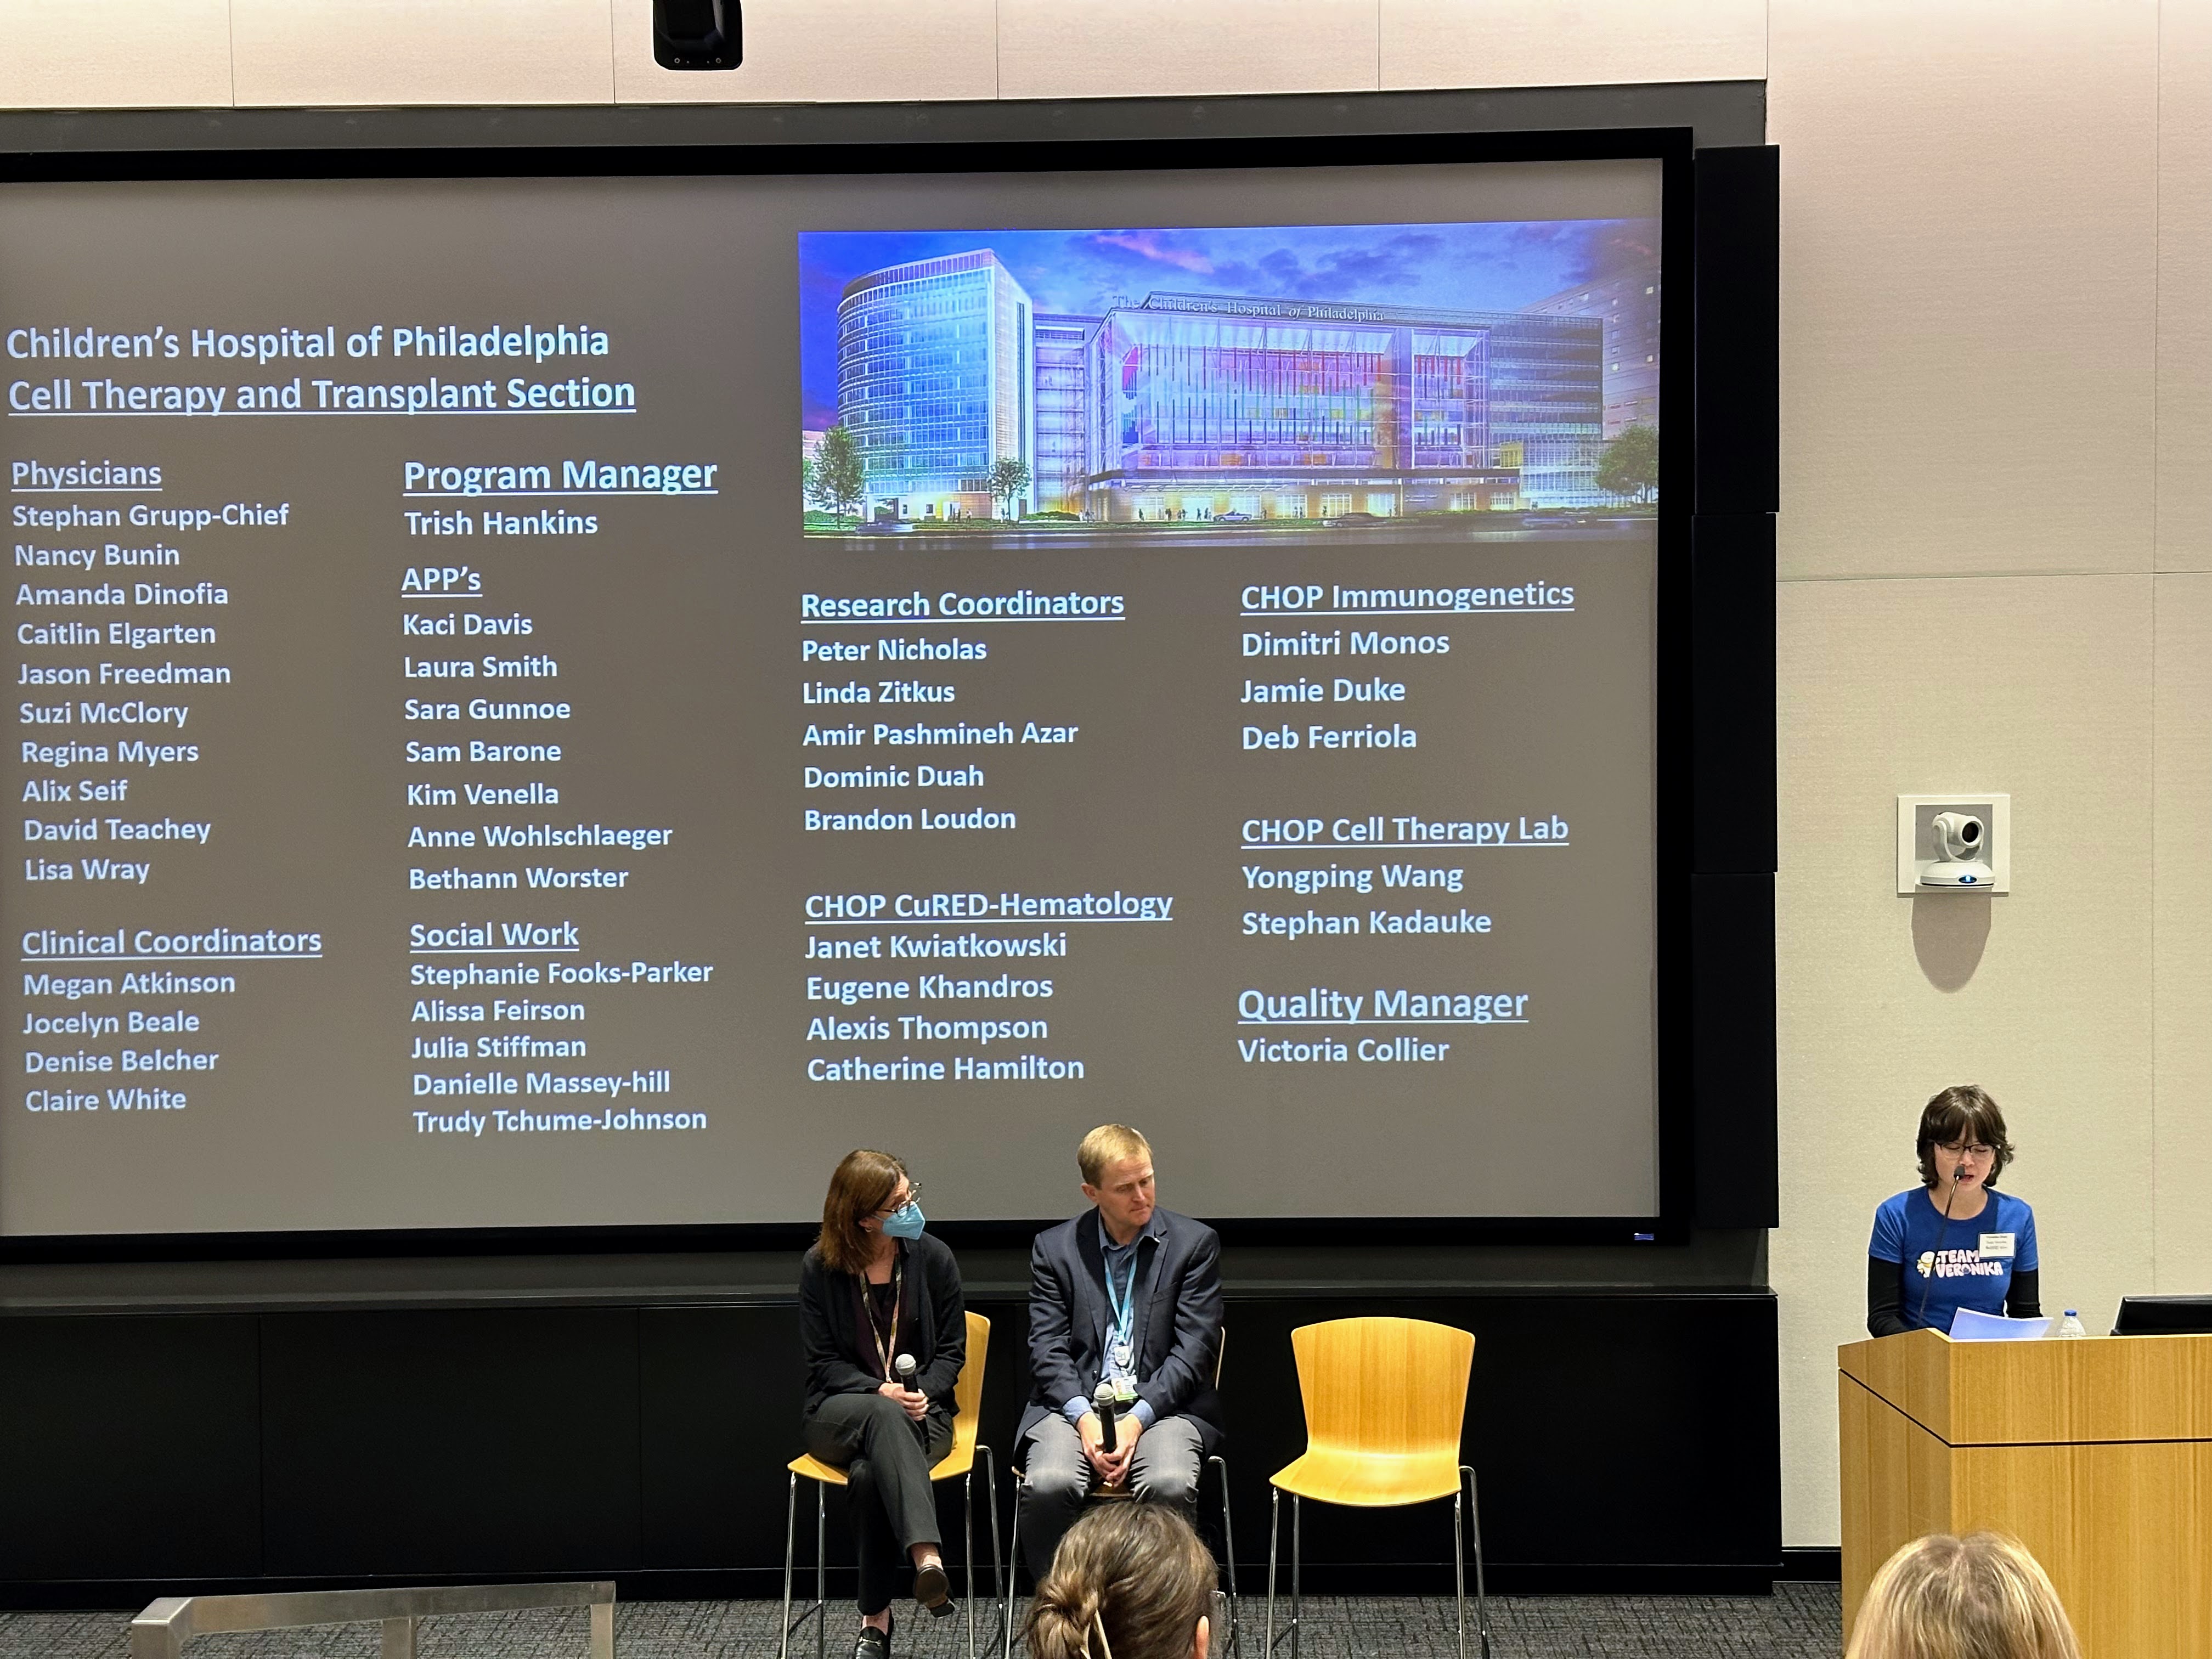 Children's Hospital of Philadelphia
Cell Therapy and Transplant Section
Physicians
Stephan Grupp-Chief
Nancy Bunin
Amanda Dinofia
Caitlin Elgarten
Jason Freedman
Suzi McClory
Regina Myers
Alix Seif
David Teachey
Lisa Wray
Clinical Coordinators
Megan Atkinson
Jocelyn Beale
Denise Belcher
Claire White
Program Manager
Trish Hankins
APP's
Kaci Davis
Laura Smith
Sara Gunnoe
Sam Barone
Kim Venella
Anne Wohlschlaeger
Bethann Worster
Social Work
Stephanie Fooks-Parker
Alissa Feirson
Julia Stiffman
Danielle Massey-hill
Trudy Tchume-Johnson
The Children's Hospital of Philadelphia
Research Coordinators
Peter Nicholas
Linda Zitkus
Amir Pashmineh Azar
Dominic Duah
Brandon Loudon
CHOP CuRED-Hematology
Janet Kwiatkowski
Eugene Khandros
Alexis Thompson
Catherine Hamilton
CHOP Immunogenetics
Dimitri Monos
Jamie Duke
Deb Ferriola
CHOP Cell Therapy Lab
Yongping Wang
Stephan Kadauke
Quality Manager
Victoria Collier
TEAM
VERONIKA